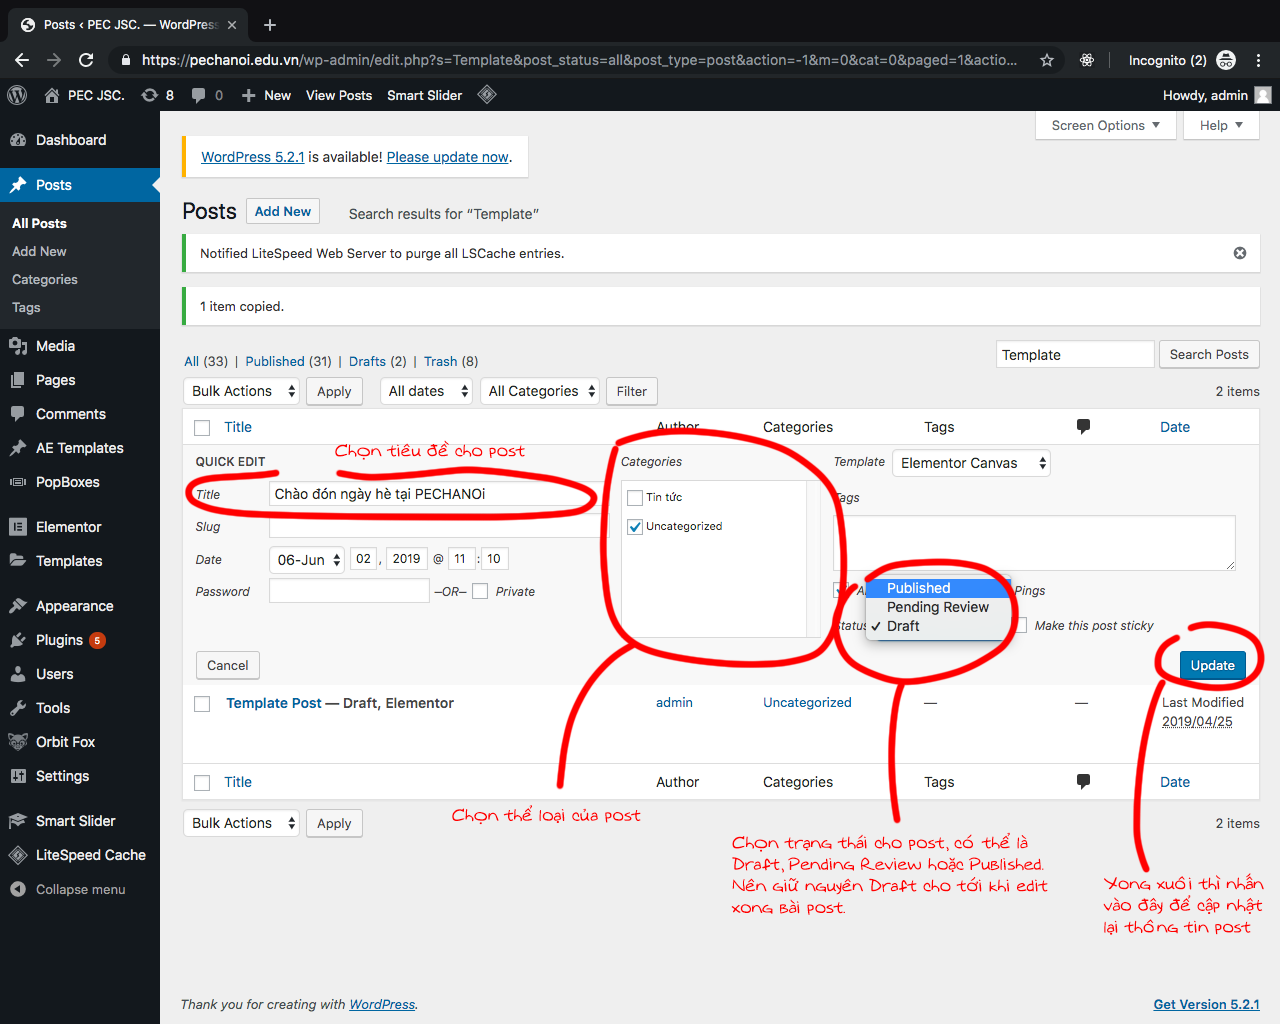 Posts ‹ PEC JSC. — WordPress
https://pechanoi.edu.vn/wp-admin/edit.php?s=Template&post_status=all&post_type=post&action=-1&m=0&cat=0&paged=1&actio...
Incognito (2)
PEC JSC. 8 0 New View Posts Smart Slider
Howdy, admin
Screen Options Help
Dashboard
Posts
All Posts
Add New
Categories
Tags
Media
Pages
Comments
AE Templates
PopBoxes
Elementor
Templates
Appearance
Plugins 5
Users
Tools
Orbit Fox
Settings
Smart Slider
LiteSpeed Cache
Collapse menu
WordPress 5.2.1 is available! Please update now.
Posts Add New Search results for “Template”
Notified LiteSpeed Web Server to purge all LSCache entries.
1 item copied.
All (33) | Published (31) | Drafts (2) | Trash (8)
Template Search Posts
Bulk Actions Apply All dates All Categories Filter
2 items
Title Author Categories Tags Date
Chọn tiêu đề cho post
QUICK EDIT
Title Chào đón ngày hè tại PECHANOi
Slug
Date 06-Jun 02 , 2019 @ 11 : 10
Password –OR– Private
Categories
Tin tức
Uncategorized
Template Elementor Canvas
Tags
Pings
Status
Published
Pending Review
✓ Draft
Make this post sticky
Cancel
Update
Template Post — Draft, Elementor admin Uncategorized — —
Last Modified
2019/04/25
Title Author Categories Tags Date
Bulk Actions Apply
2 items
Chọn thể loại của post
Chọn trạng thái cho post, có thể là
Draft, Pending Review hoặc Published.
Nên giữ nguyên Draft cho tới khi edit
xong bài post.
Xong xuôi thì nhấn
vào đây để cập nhật
lại thông tin post
Thank you for creating with WordPress.
Get Version 5.2.1